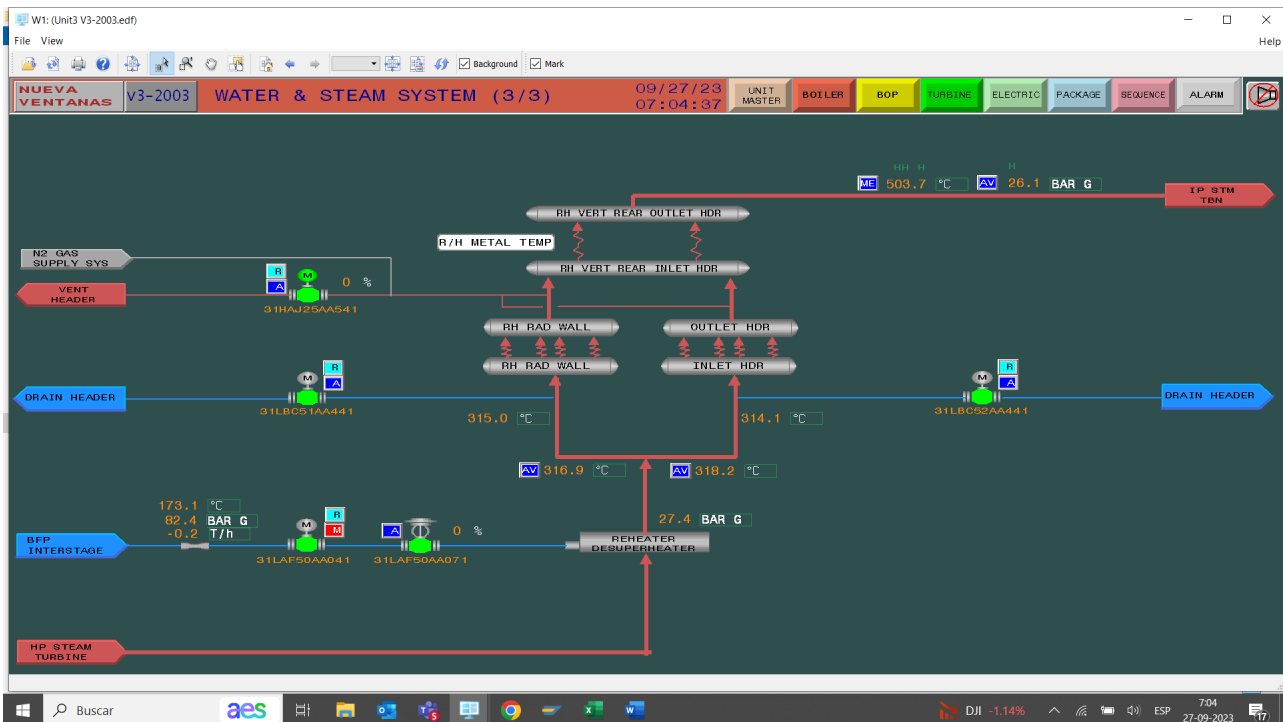 W1: (Unit3 V3-2003.edf)
File View
Help
Background
Mark
NUEVA VENTANAS
v3-2003
WATER & STEAM SYSTEM (3/3)
09/27/23
07:04:37
UNIT MASTER
BOILER
BOP
TURBINE
ELECTRIC
PACKAGE
SEQUENCE
ALARM
HH H
H
ME 503.7 °C
AV 26.1 BAR G
IP STM
TBN
RH VERT REAR OUTLET HDR
R/H METAL TEMP
N2 GAS
SUPPLY SYS
RH VERT REAR INLET HDR
R
A
M
0 %
VENT
HEADER
31HAJ25AA541
RH RAD WALL
OUTLET HDR
RH RAD WALL
INLET HDR
M
R
A
M
R
A
DRAIN HEADER
DRAIN HEADER
31LBC51AA441
31LBC52AA441
315.0 °C
314.1 °C
AV 316.9 °C
AV 318.2 °C
173.1 °C
82.4 BAR G
-0.2 T/h
M
R
M
A
0 %
27.4 BAR G
BFP
INTERSTAGE
REHEATER
DESUPERHEATER
31LAF50AA041
31LAF50AA071
HP STEAM
TURBINE
Buscar
aes
DJI -1.14%
ESP
7:04
27-09-2023
17